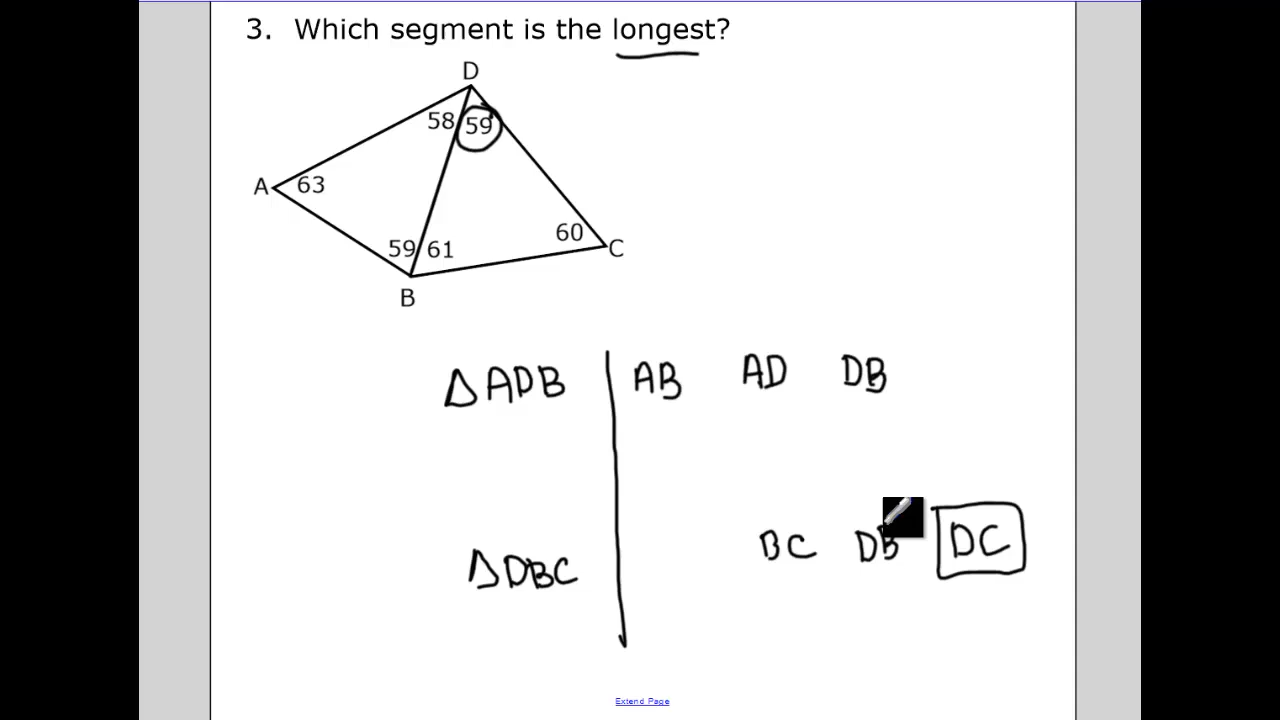 3. Which segment is the longest?
D
58 59
A 63
60 C
59 61
B
△ADB AB AD DB
△DBC BC DB DC
Extend Page